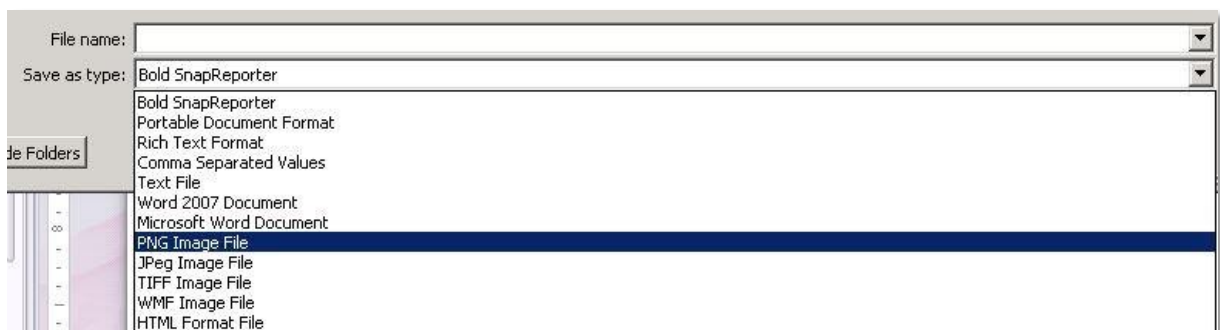 File name:
Save as type: Bold SnapReporter
Bold SnapReporter
Portable Document Format
Rich Text Format
de Folders
Comma Separated Values
Text File
Word 2007 Document
Microsoft Word Document
8
PNG Image File
JPeg Image File
TIFF Image File
WMF Image File
HTML Format File